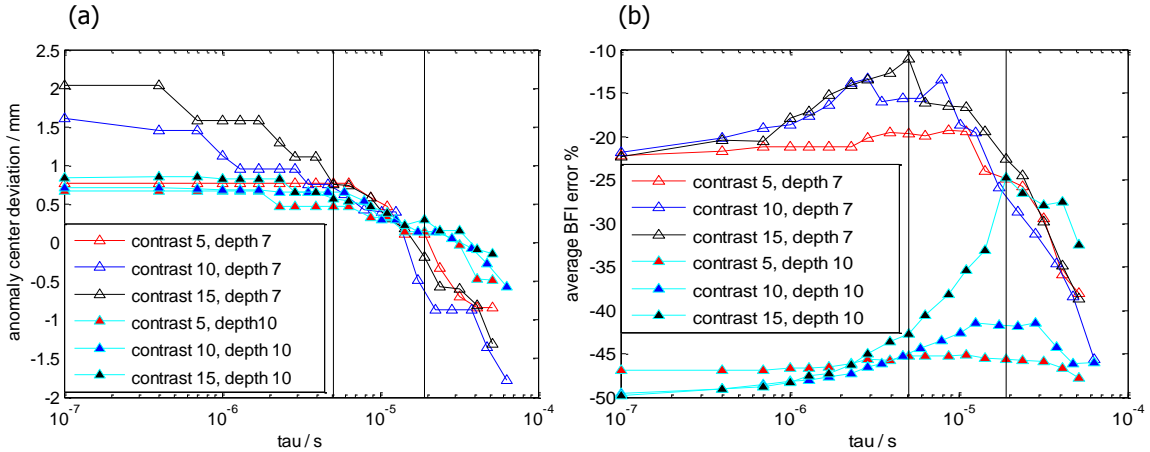 (a)
2.5
2
1.5
1
0.5
0
-0.5
-1
-1.5
-2
anomaly center deviation / mm
contrast 5, depth 7
contrast 10, depth 7
contrast 15, depth 7
contrast 5, depth10
contrast 10, depth 10
contrast 15, depth 10
10-7
10-6
10-5
10-4
tau / s
(b)
-10
-15
-20
-25
-30
-35
-40
-45
-50
average BFI error %
contrast 5, depth 7
contrast 10, depth 7
contrast 15, depth 7
contrast 5, depth 10
contrast 10, depth 10
contrast 15, depth 10
10-7
10-6
10-5
10-4
tau / s